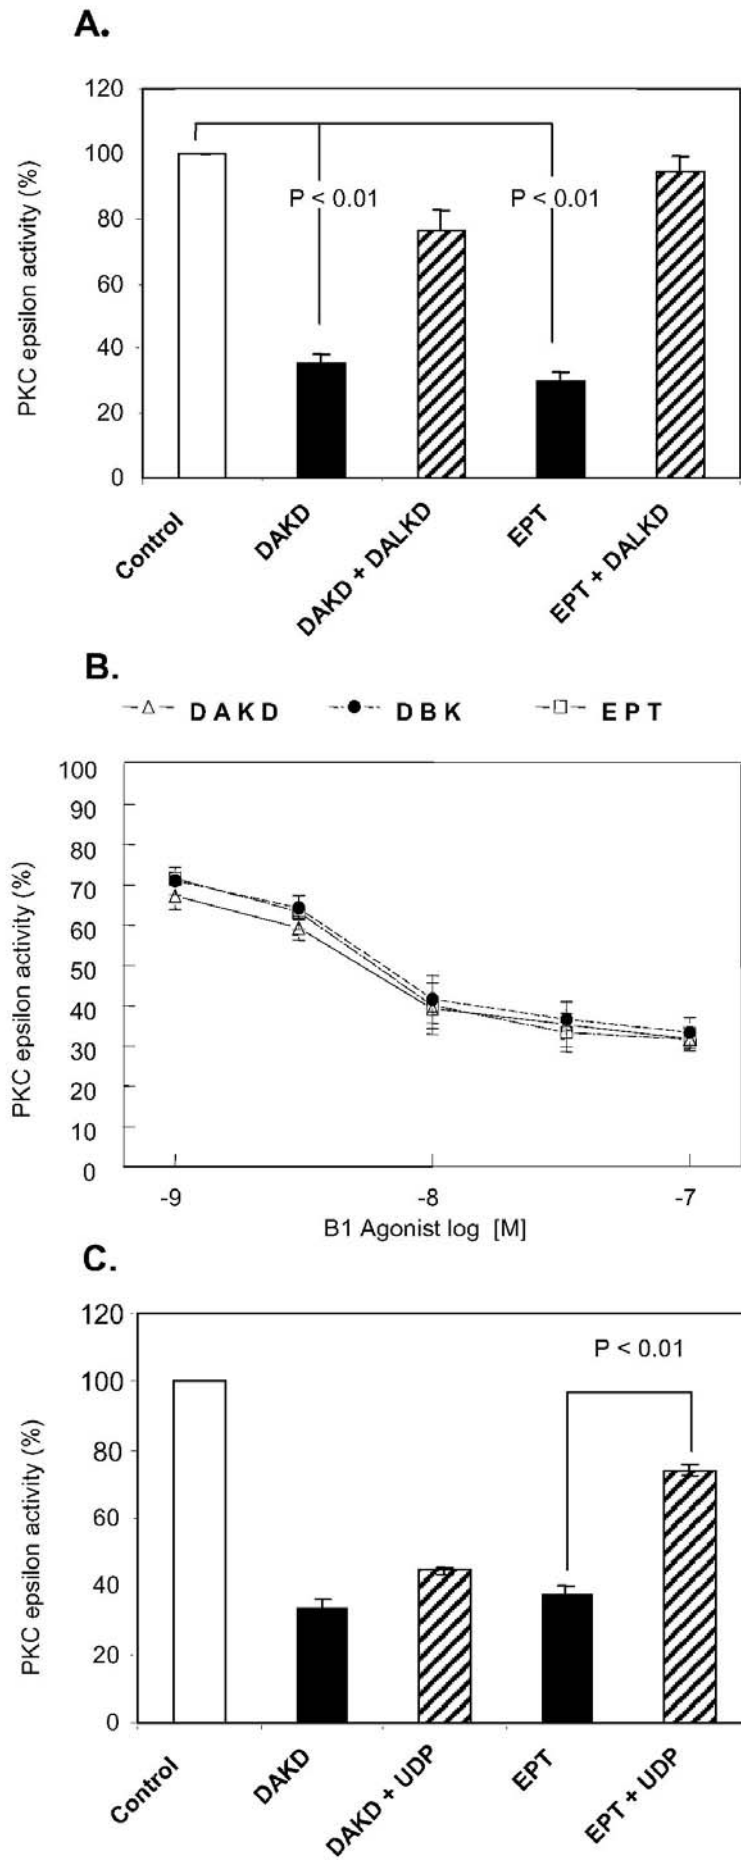 A.
120
100
80
60
40
20
0
PKC epsilon activity (%)
P < 0.01
P < 0.01
Control
DAKD
DAKD + DALKD
EPT
EPT + DALKD
B.
DAKD
DBK
EPT
100
90
80
70
60
50
40
30
20
10
0
PKC epsilon activity (%)
-9
-8
-7
B1 Agonist log [M]
C.
120
100
80
60
40
20
0
PKC epsilon activity (%)
P < 0.01
Control
DAKD
DAKD + UDP
EPT
EPT + UDP